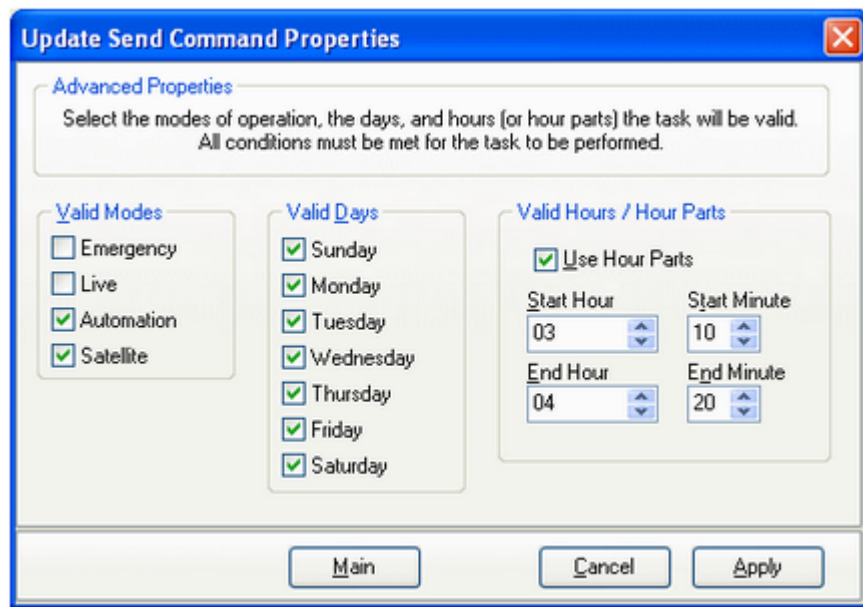 Update Send Command Properties
Advanced Properties
Select the modes of operation, the days, and hours (or hour parts) the task will be valid.
All conditions must be met for the task to be performed.
Valid Modes
Emergency
Live
Automation
Satellite
Valid Days
Sunday
Monday
Tuesday
Wednesday
Thursday
Friday
Saturday
Valid Hours / Hour Parts
Use Hour Parts
Start Hour Start Minute
03 10
End Hour End Minute
04 20
Main Cancel Apply